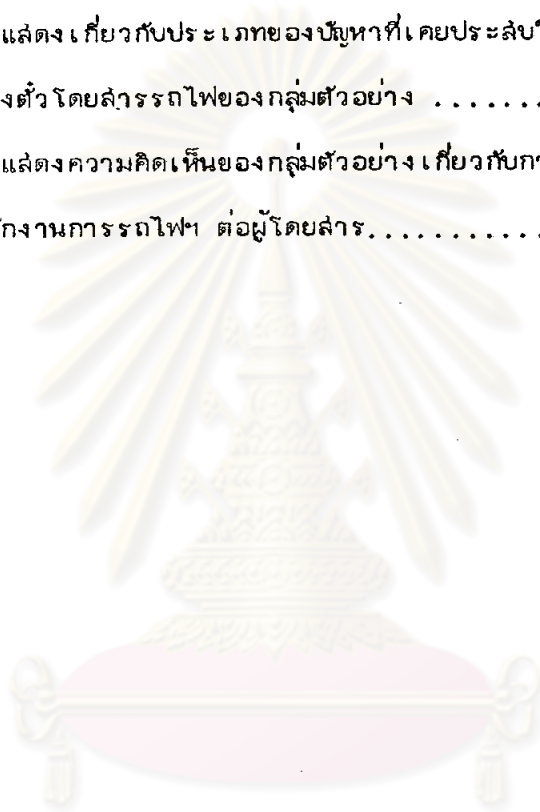 แสดงเกี่ยวกับประเภทของปัญหาที่เคยประสบ
งตั๋วโดยสารรถไฟของกลุ่มตัวอย่าง .......
แสดงความคิดเห็นของกลุ่มตัวอย่างเกี่ยวกับกา
กงานการรถไฟฯ ต่อผู้โดยสาร............